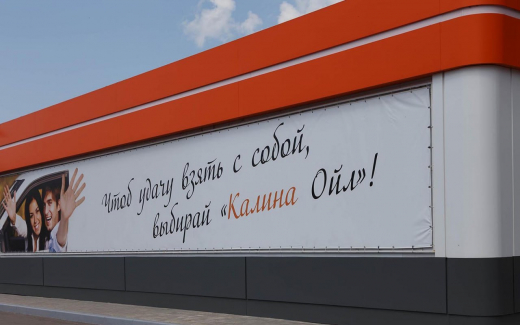 Чтоб удачу взять с собой,
выбирай «Калина Ойл»!